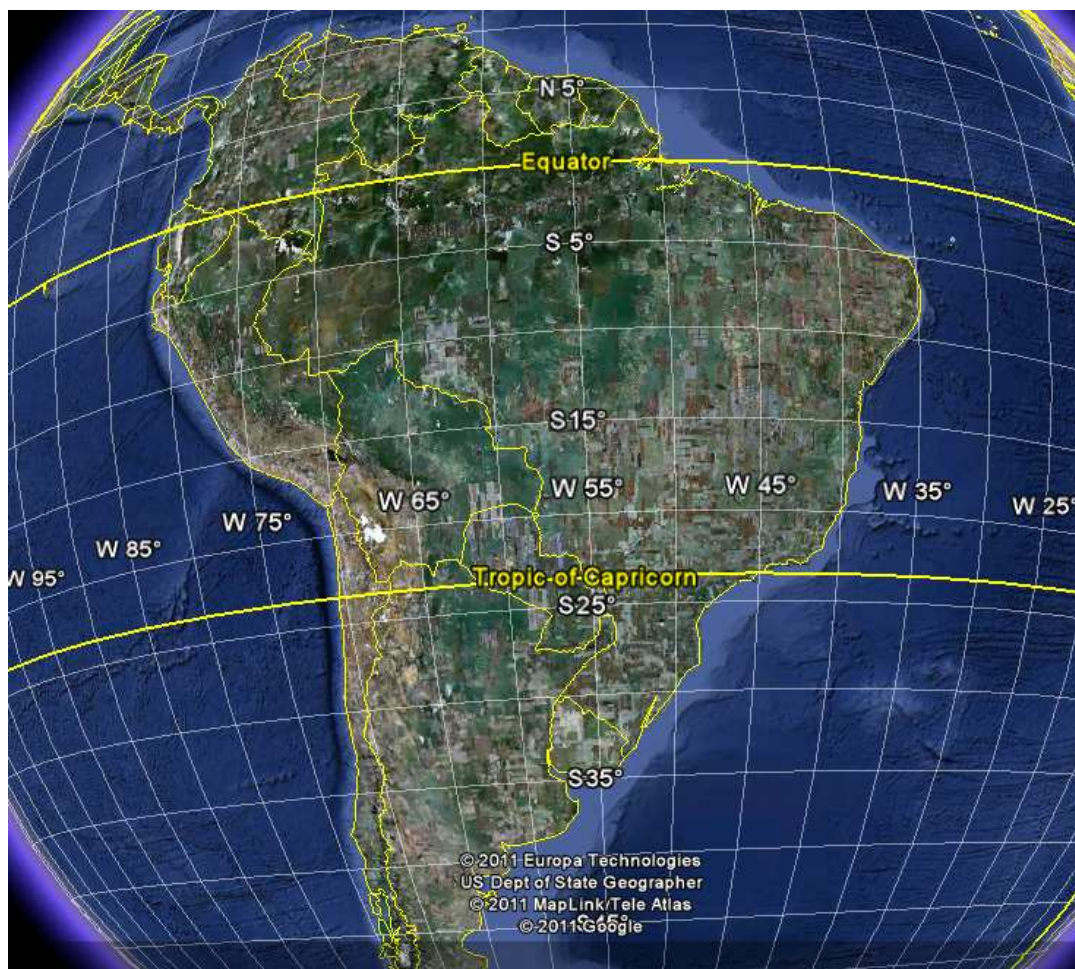 N 5°
Equator
S 5°
S 15°
W 65°
W 55°
W 45°
W 35°
W 25°
W 75°
W 85°
W 95°
Tropic of Capricorn
S 25°
S 35°
© 2011 Europa Technologies
US Dept of State Geographer
© 2011 MapLink/Tele Atlas
© 2011 Google
S 45°